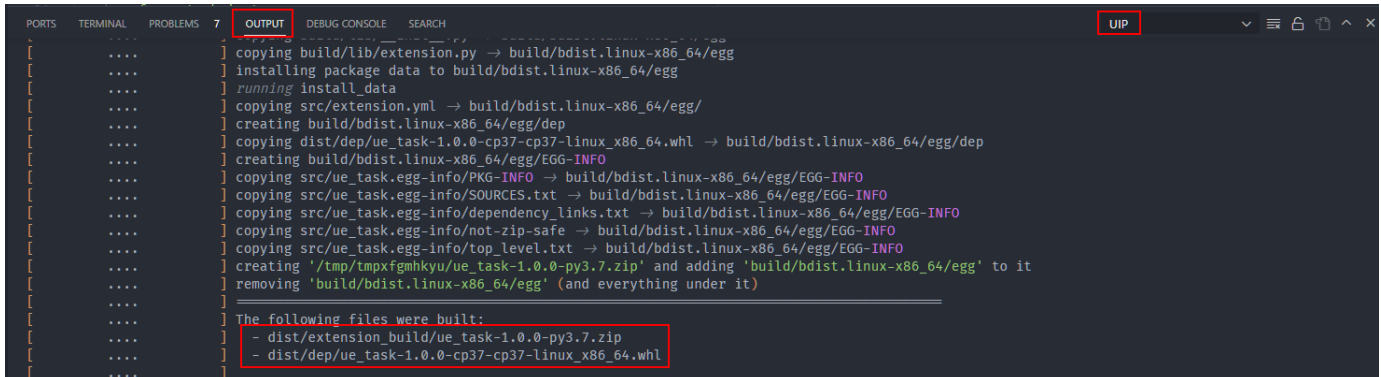 PORTS TERMINAL PROBLEMS 7 OUTPUT DEBUG CONSOLE SEARCH UIP
[ .... ] copying build/lib/extension.py → build/bdist.linux-x86_64/egg
[ .... ] installing package data to build/bdist.linux-x86_64/egg
[ .... ] running install_data
[ .... ] copying src/extension.yml → build/bdist.linux-x86_64/egg/
[ .... ] creating build/bdist.linux-x86_64/egg/dep
[ .... ] copying dist/dep/ue_task-1.0.0-cp37-cp37-linux_x86_64.whl → build/bdist.linux-x86_64/egg/dep
[ .... ] creating build/bdist.linux-x86_64/egg/EGG-INFO
[ .... ] copying src/ue_task.egg-info/PKG-INFO → build/bdist.linux-x86_64/egg/EGG-INFO
[ .... ] copying src/ue_task.egg-info/SOURCES.txt → build/bdist.linux-x86_64/egg/EGG-INFO
[ .... ] copying src/ue_task.egg-info/dependency_links.txt → build/bdist.linux-x86_64/egg/EGG-INFO
[ .... ] copying src/ue_task.egg-info/not-zip-safe → build/bdist.linux-x86_64/egg/EGG-INFO
[ .... ] copying src/ue_task.egg-info/top_level.txt → build/bdist.linux-x86_64/egg/EGG-INFO
[ .... ] creating '/tmp/tmpxfgmhkyu/ue_task-1.0.0-py3.7.zip' and adding 'build/bdist.linux-x86_64/egg' to it
[ .... ] removing 'build/bdist.linux-x86_64/egg' (and everything under it)
[ .... ] ══════════════════════════════
[ .... ] The following files were built:
[ .... ] - dist/extension_build/ue_task-1.0.0-py3.7.zip
[ .... ] - dist/dep/ue_task-1.0.0-cp37-cp37-linux_x86_64.whl
[ .... ]